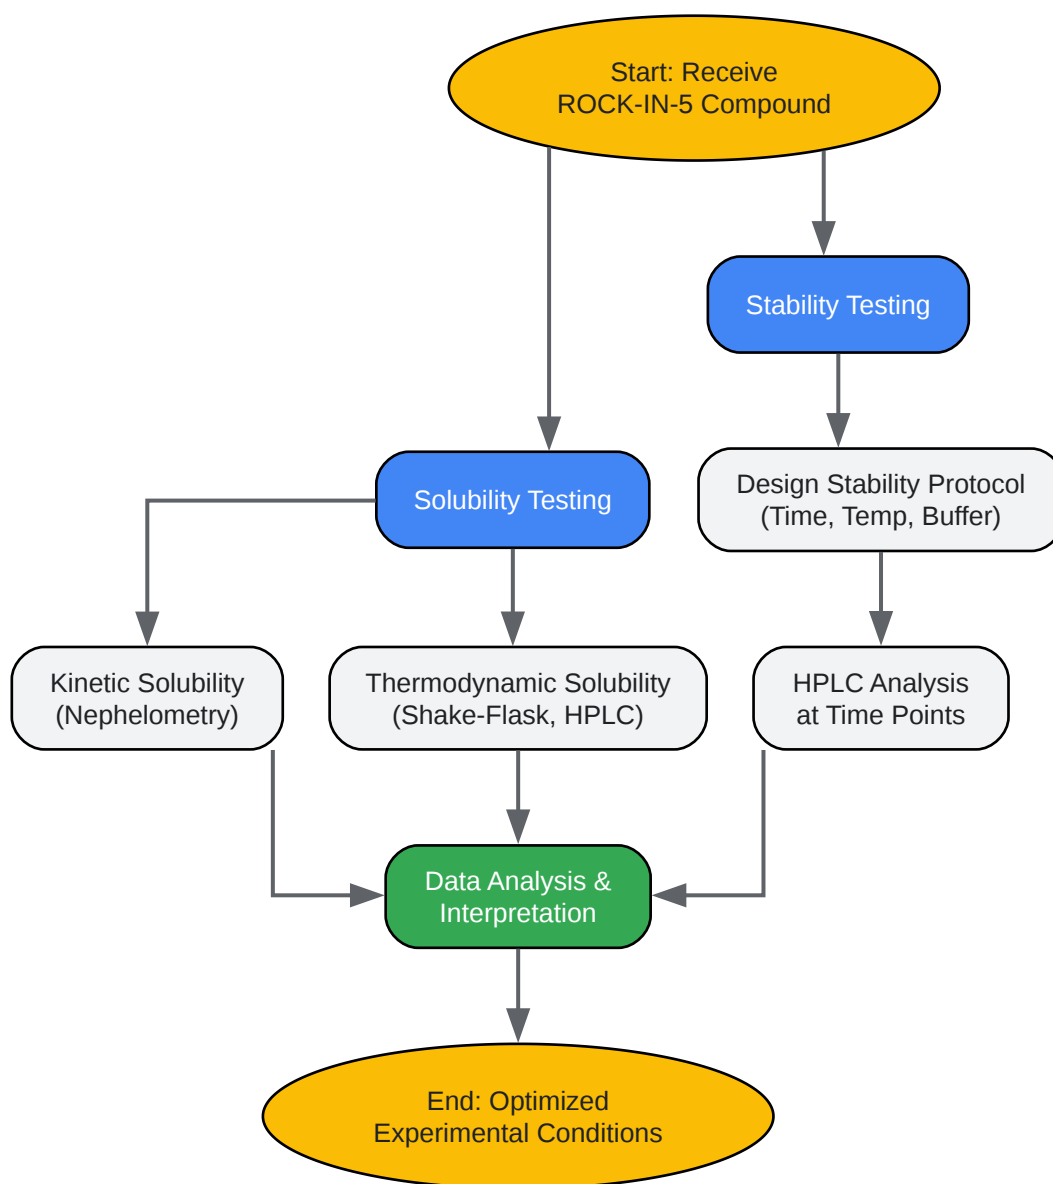 Start: Receive
ROCK-IN-5 Compound
Stability Testing
Solubility Testing
Design Stability Protocol
(Time, Temp, Buffer)
Kinetic Solubility
(Nephelometry)
Thermodynamic Solubility
(Shake-Flask, HPLC)
HPLC Analysis
at Time Points
Data Analysis &
Interpretation
End: Optimized
Experimental Conditions